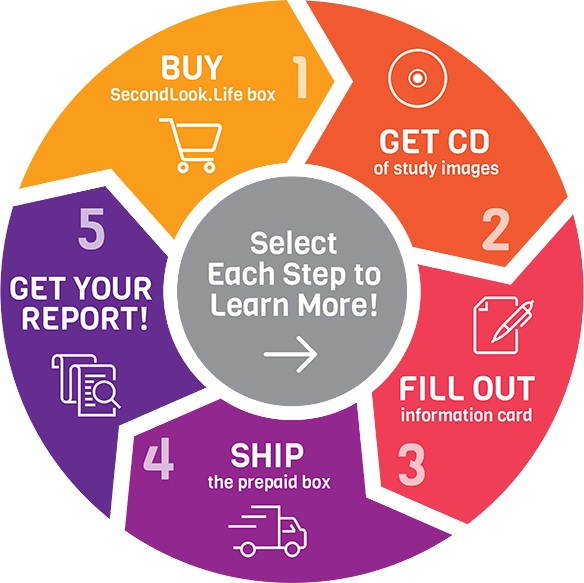 BUY
SecondLook.Life box
1
GET CD
of study images
2
FILL OUT
information card
3
SHIP
the prepaid box
4
5
GET YOUR
REPORT!
Select
Each Step to
Learn More!